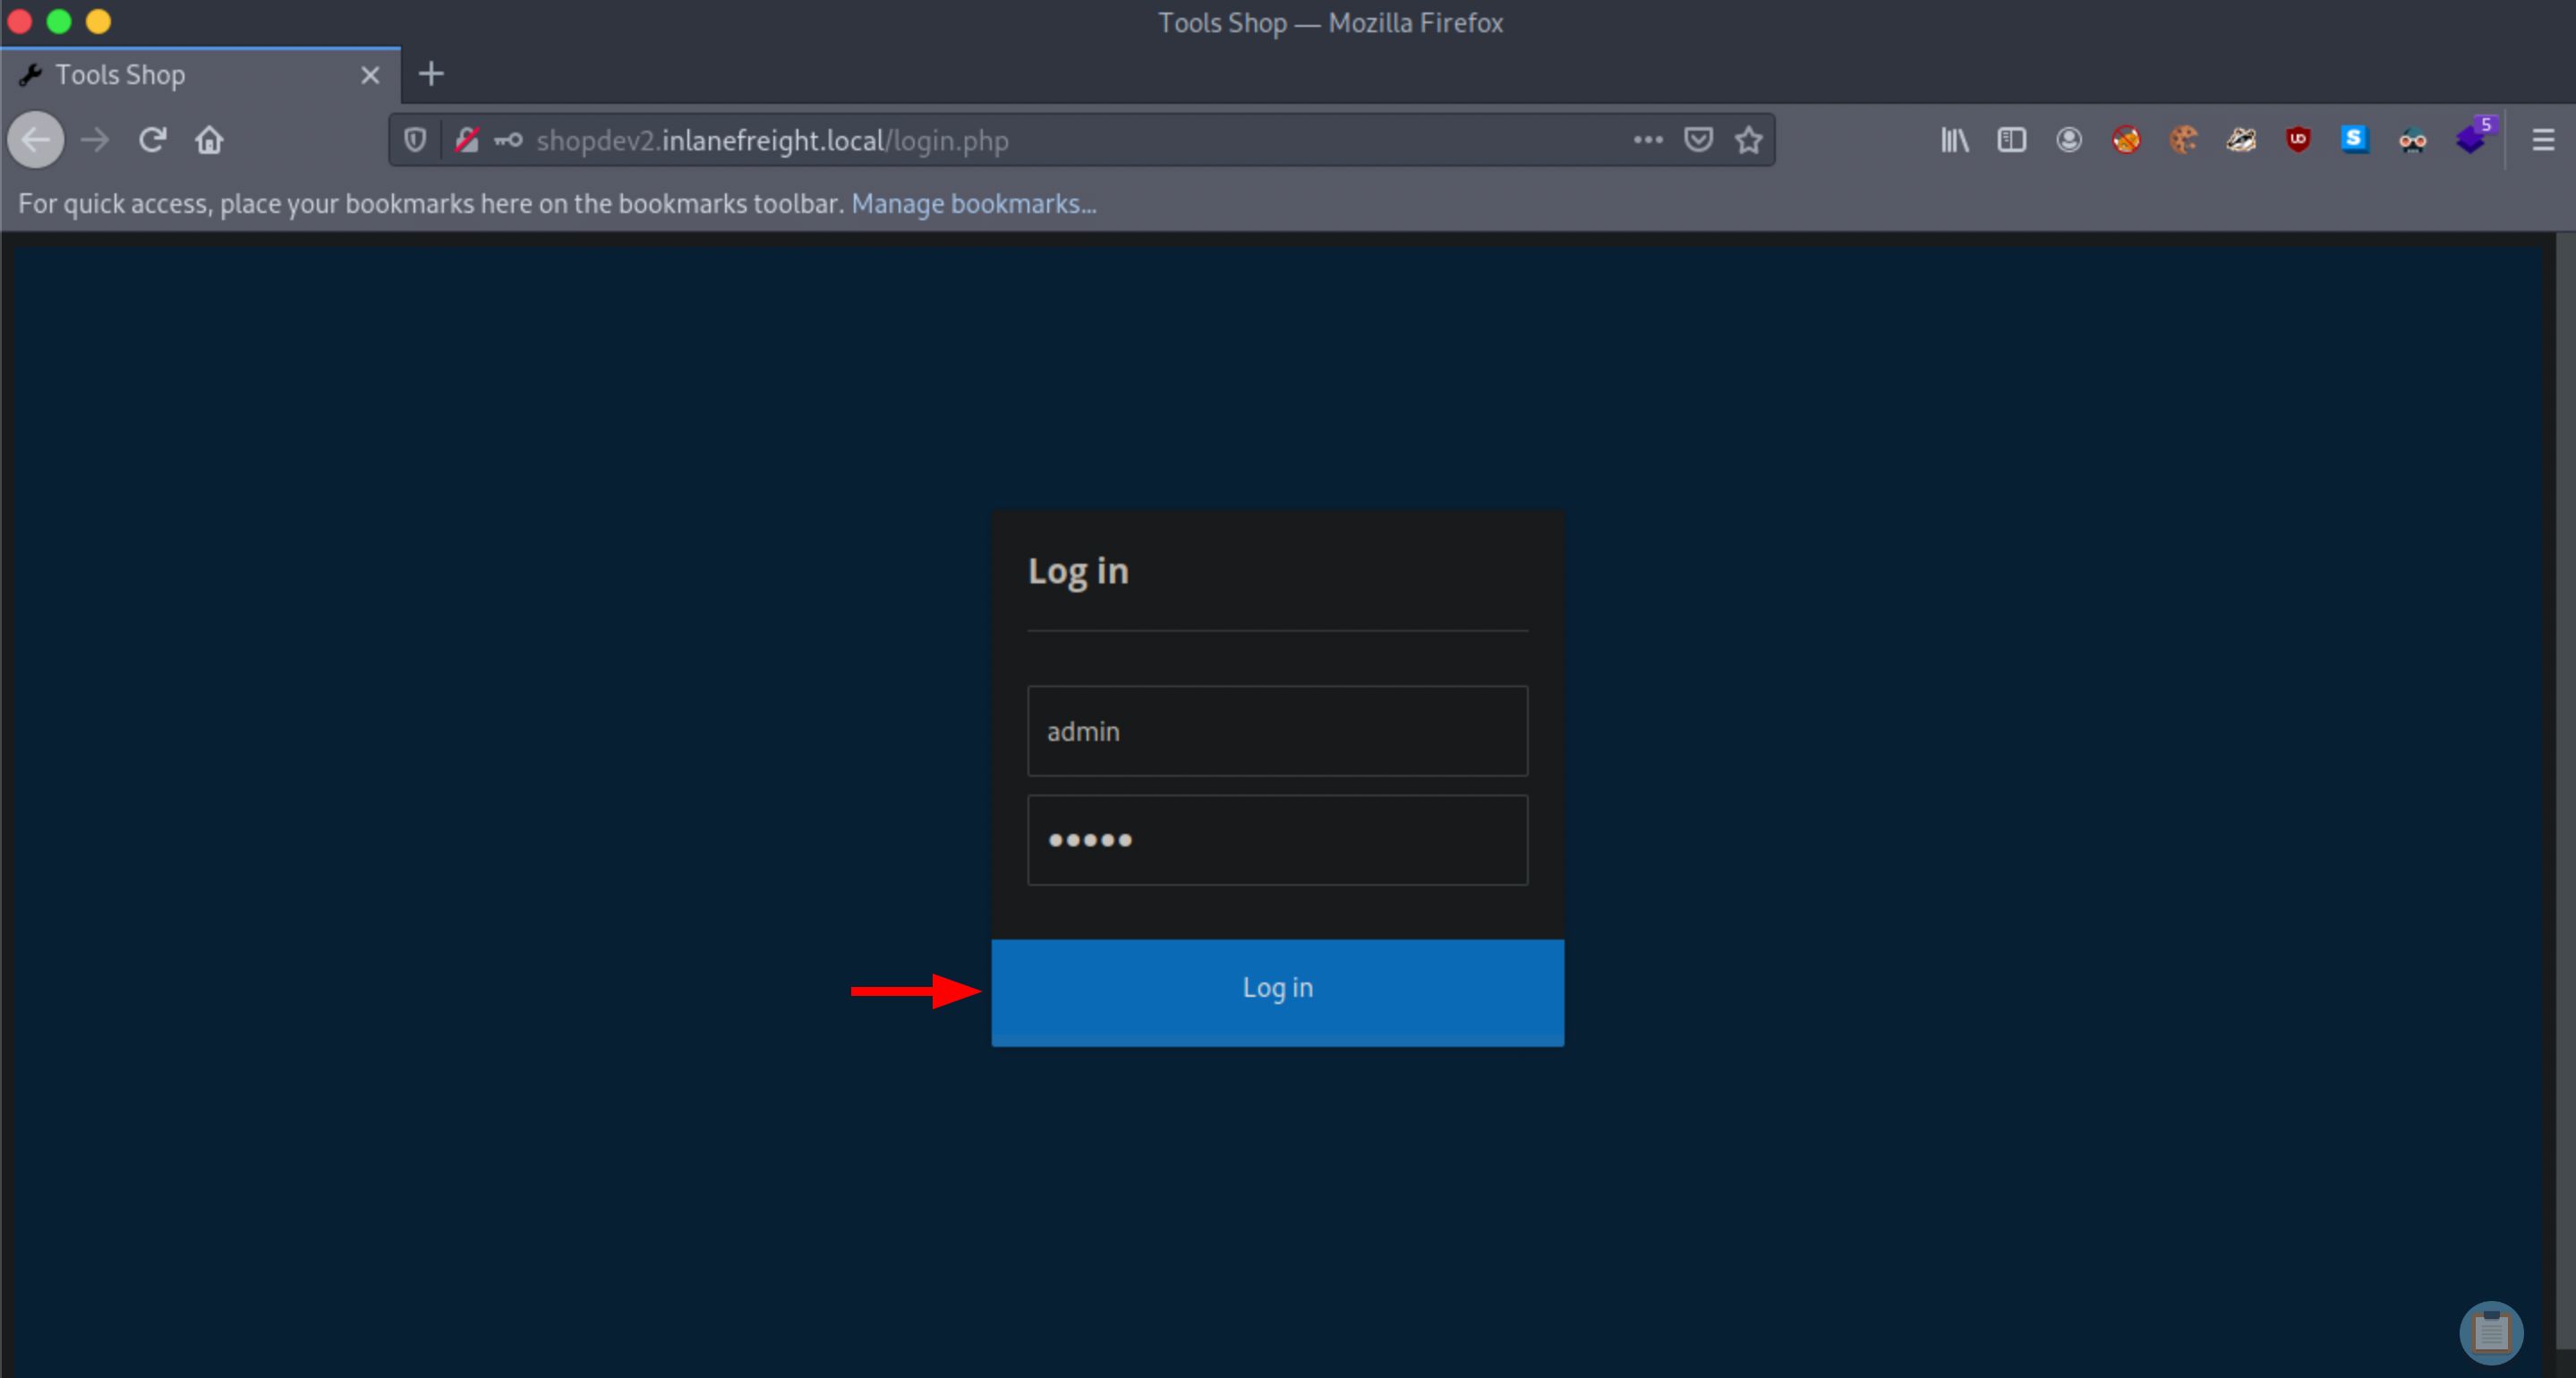 Tools Shop — Mozilla Firefox
Tools Shop
shopdev2.inlanefreight.local/login.php
5
For quick access, place your bookmarks here on the bookmarks toolbar. Manage bookmarks...
Log in
admin
•••••
Log in